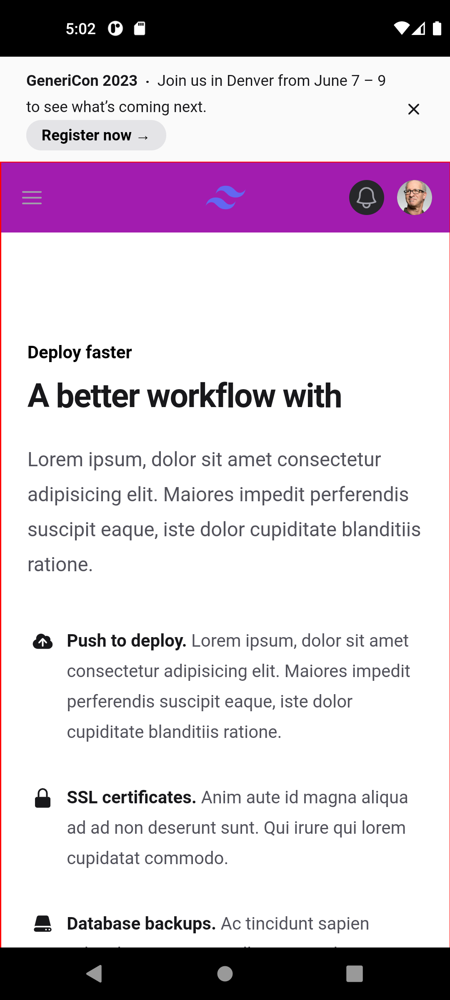 5:02
GeneriCon 2023 · Join us in Denver from June 7 – 9
to see what’s coming next.
Register now →
Deploy faster
A better workflow with
Lorem ipsum, dolor sit amet consectetur
adipisicing elit. Maiores impedit perferendis
suscipit eaque, iste dolor cupiditate blanditiis
ratione.
Push to deploy. Lorem ipsum, dolor sit amet
consectetur adipisicing elit. Maiores impedit
perferendis suscipit eaque, iste dolor
cupiditate blanditiis ratione.
SSL certificates. Anim aute id magna aliqua
ad ad non deserunt sunt. Qui irure qui lorem
cupidatat commodo.
Database backups. Ac tincidunt sapien